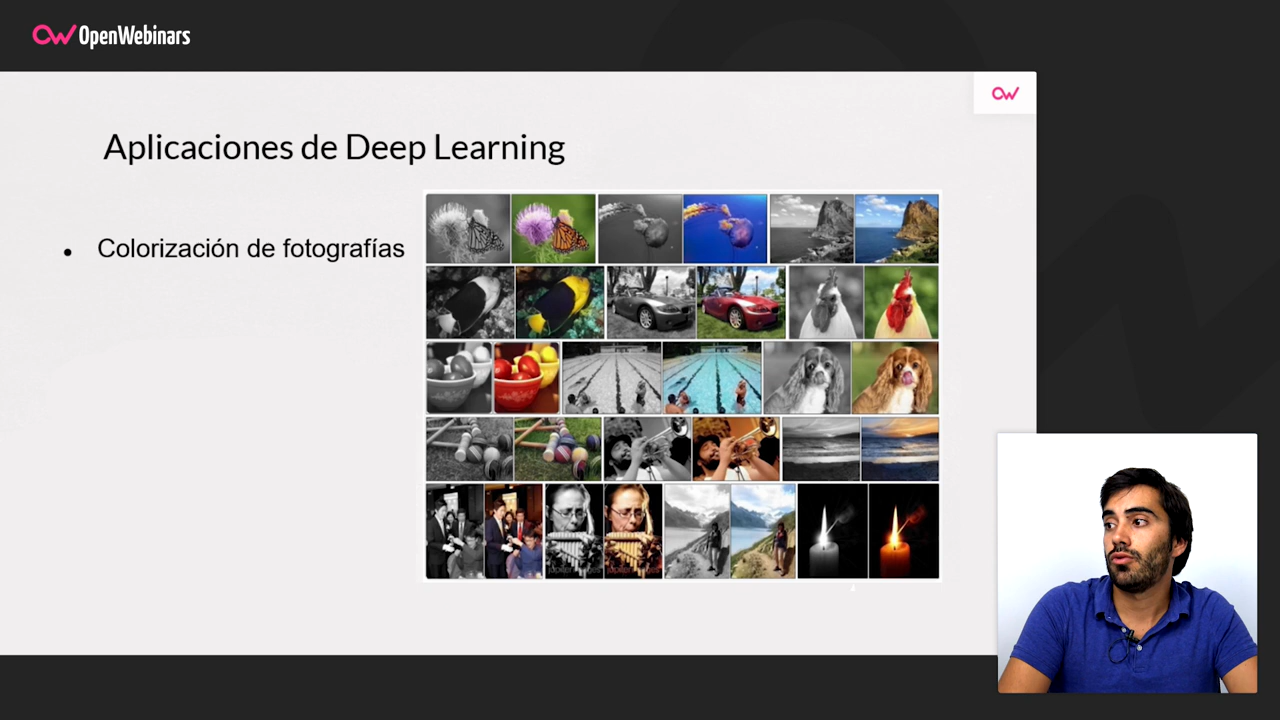 OpenWebinars
Aplicaciones de Deep Learning
• Colorización de fotografías